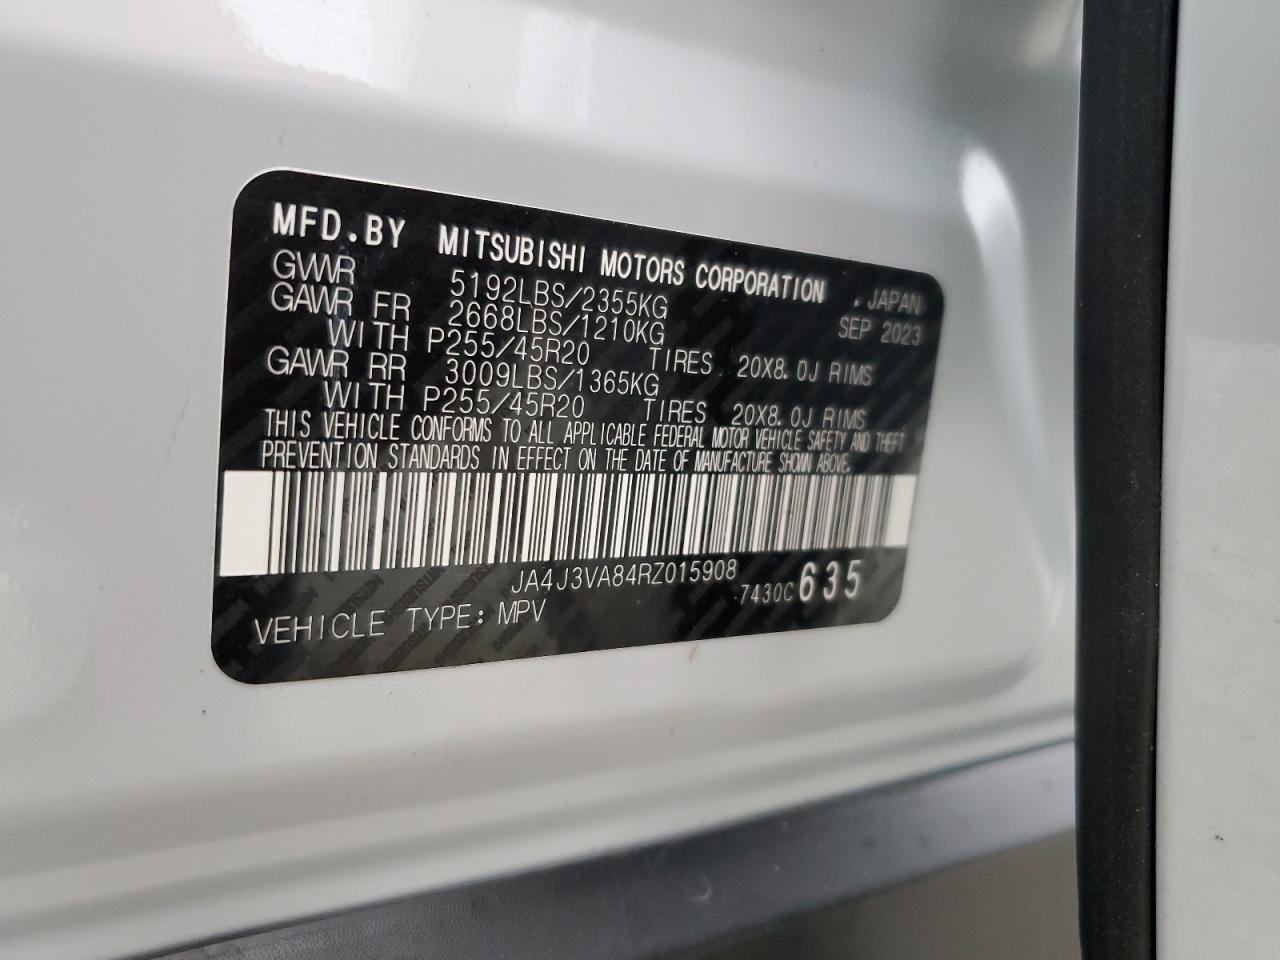 MFD.BY MITSUBISHI MOTORS CORPORATION . JAPAN
GVWR 5192LBS/2355KG SEP 2023
GAWR FR 2668LBS/1210KG
WITH P255/45R20 TIRES 20X8.0J RIMS
GAWR RR 3009LBS/1365KG
WITH P255/45R20 TIRES 20X8.0J RIMS
THIS VEHICLE CONFORMS TO ALL APPLICABLE FEDERAL MOTOR VEHICLE SAFETY AND THEFT
PREVENTION STANDARDS IN EFFECT ON THE DATE OF MANUFACTURE SHOWN ABOVE.
JA4J3VA84RZ015908
7430C 635
VEHICLE TYPE: MPV